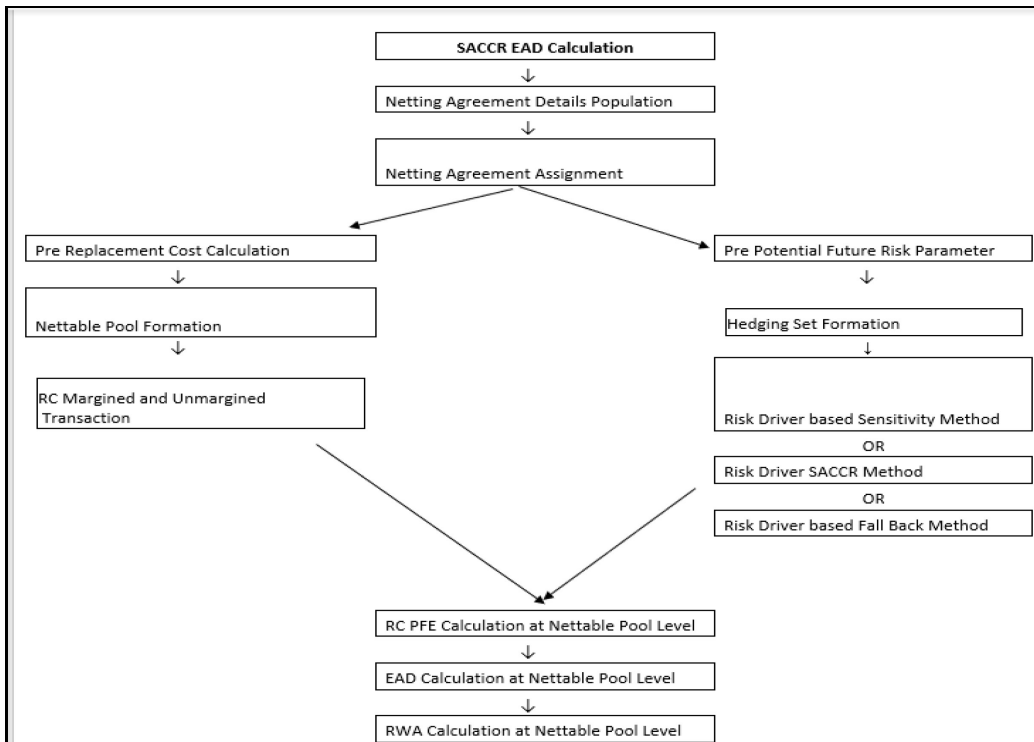 SACCR EAD Calculation
Netting Agreement Details Population
Netting Agreement Assignment
Pre Replacement Cost Calculation
Nettable Pool Formation
RC Margined and Unmargined
Transaction
Pre Potential Future Risk Parameter
Hedging Set Formation
Risk Driver based Sensitivity Method
OR
Risk Driver SACCR Method
OR
Risk Driver based Fall Back Method
RC PFE Calculation at Nettable Pool Level
EAD Calculation at Nettable Pool Level
RWA Calculation at Nettable Pool Level